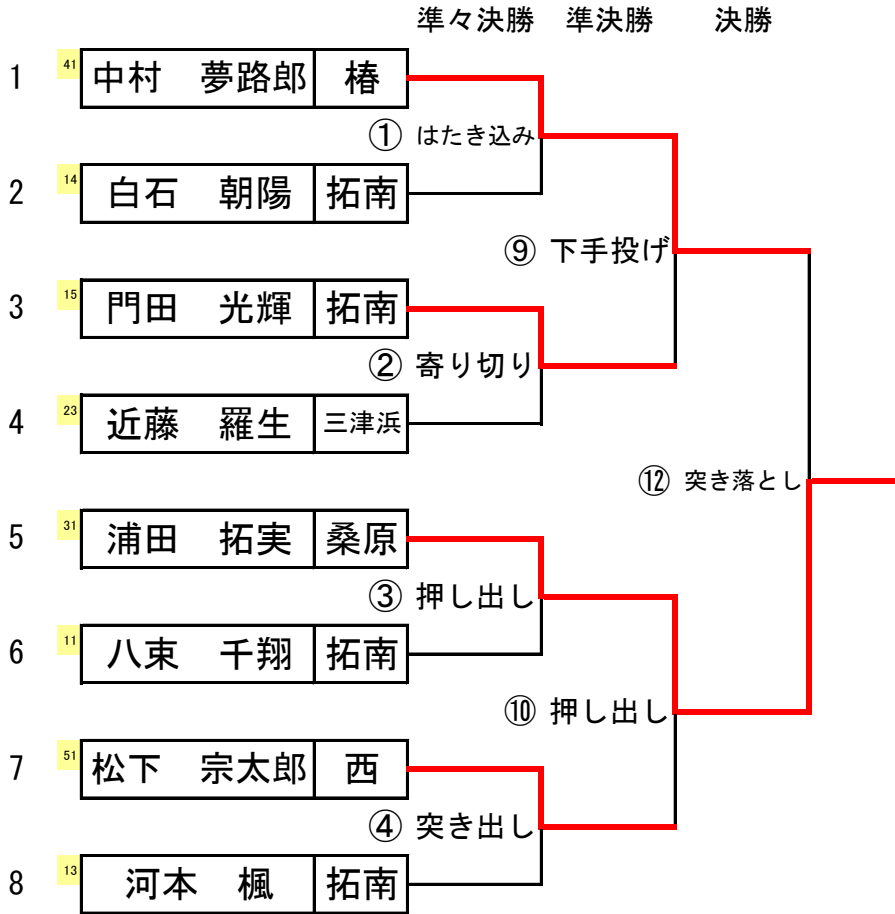 準々決勝 準決勝 決勝
1 41 中村 夢路郎 椿
① はたき込み
2 14 白石 朝陽 拓南
⑨ 下手投げ
3 15 門田 光輝 拓南
② 寄り切り
4 23 近藤 羅生 三津浜
⑫ 突き落とし
5 31 浦田 拓実 桑原
③ 押し出し
6 11 八束 千翔 拓南
⑩ 押し出し
7 51 松下 宗太郎 西
④ 突き出し
8 13 河本 楓 拓南